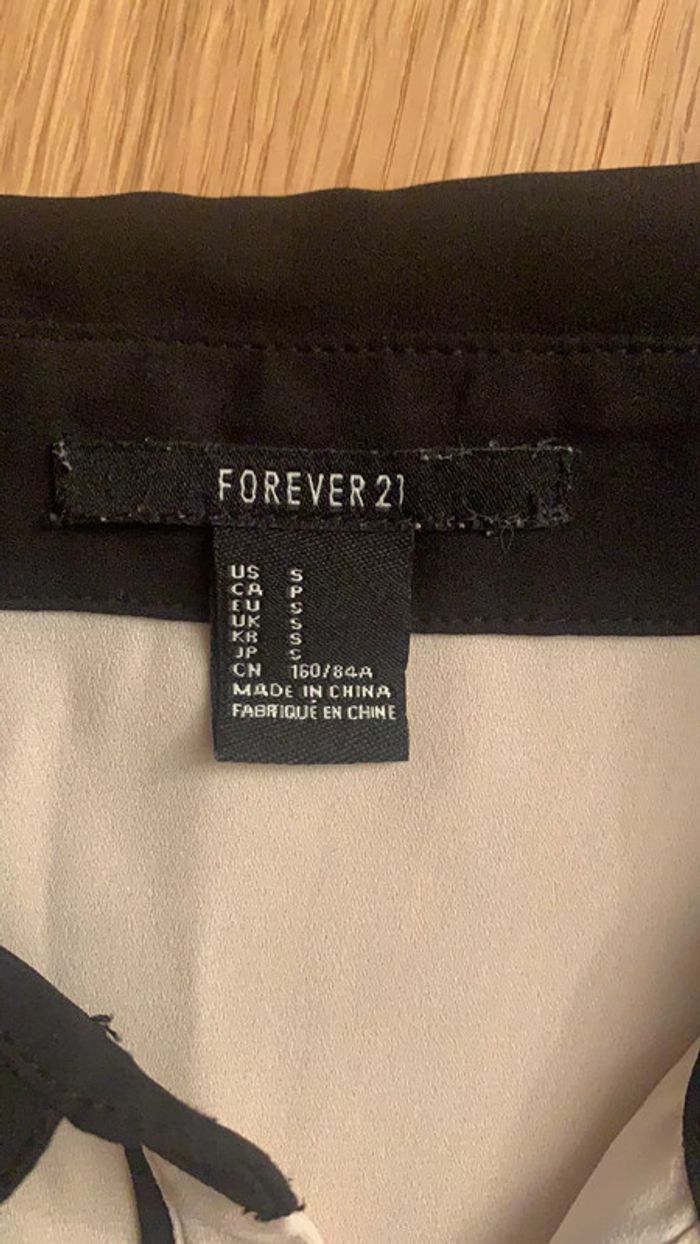 FOREVER 21
US S
CA P
EU S
UK S
KR S
JP S
CN 160/84A
MADE IN CHINA
FABRIQUÉ EN CHINE